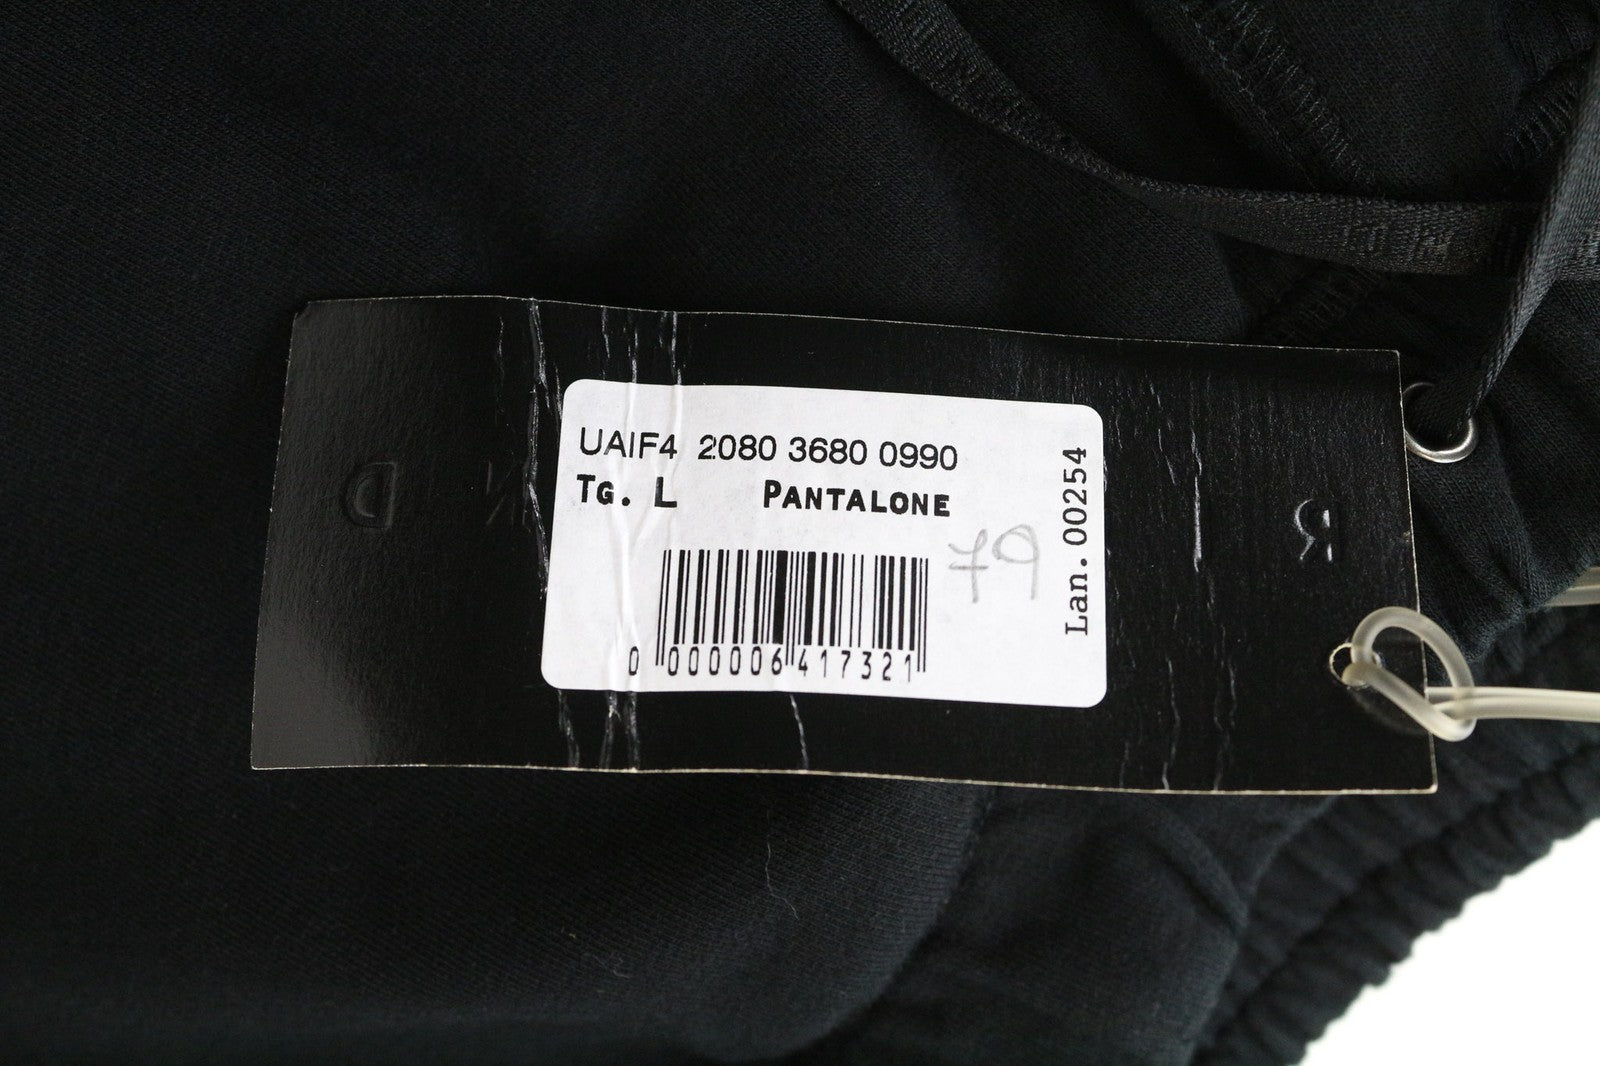 UAIF4 2080 3680 0990
TG. L PANTALONE
79
0 000006 417321
Lan. 00254